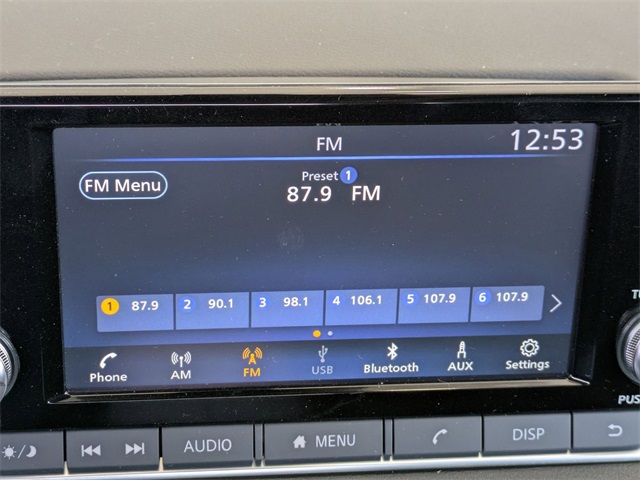 FM 12:53
FM Menu
Preset 1
87.9 FM
1 87.9 2 90.1 3 98.1 4 106.1 5 107.9 6 107.9
Phone AM FM USB Bluetooth AUX Settings
AUDIO MENU DISP
PUS